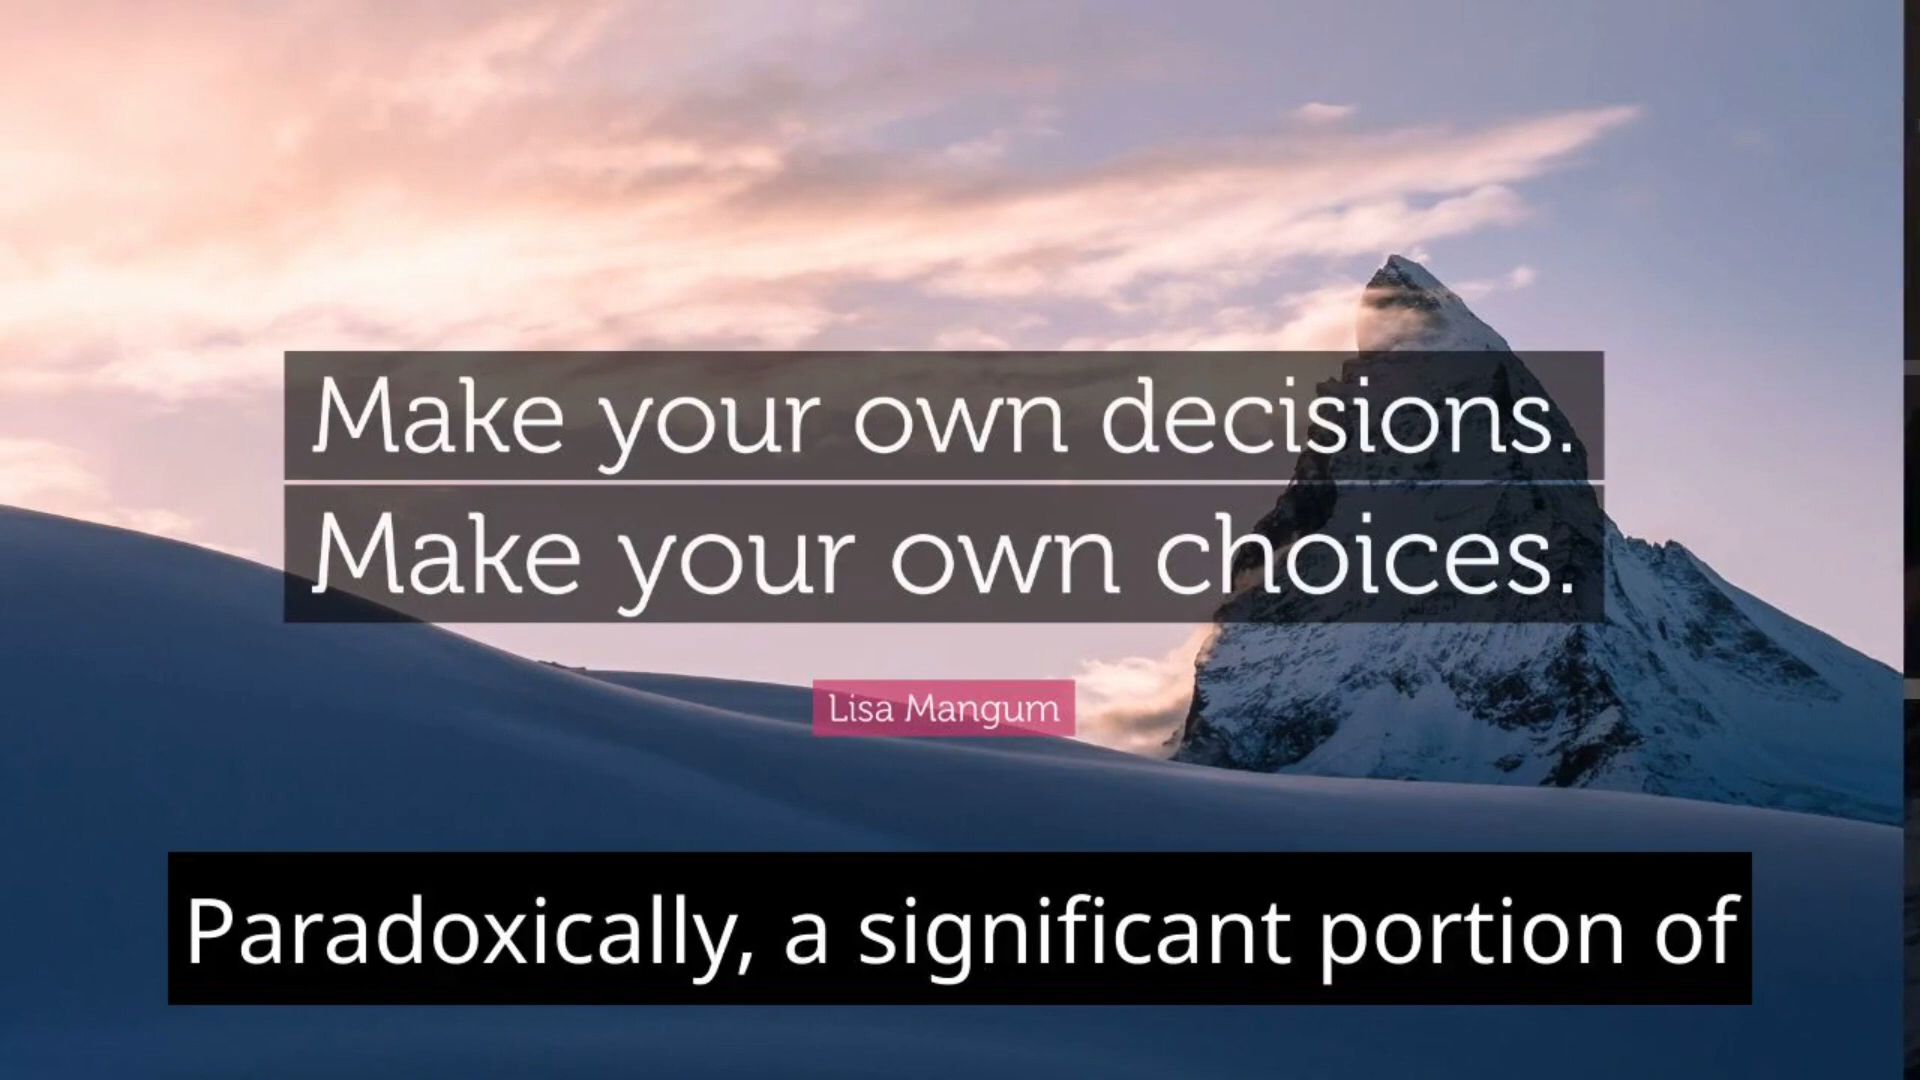 Make your own decisions.
Make your own choices.
Lisa Mangum
Paradoxically, a significant portion of